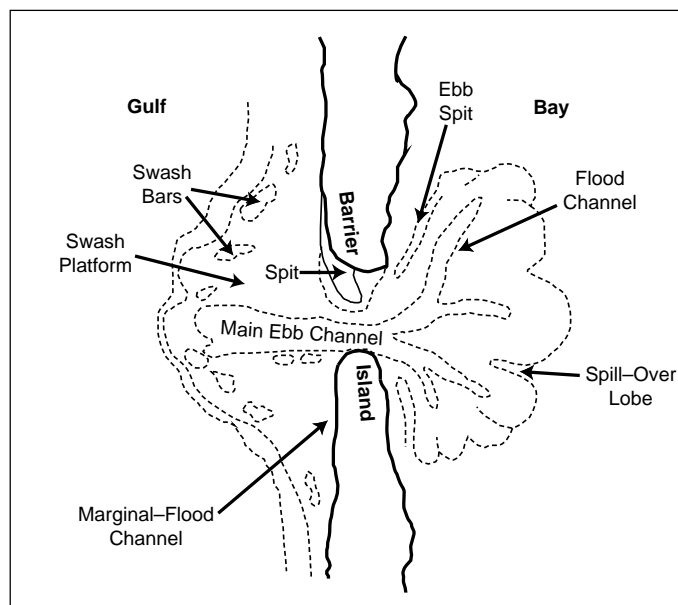 Gulf
Ebb
Spit
Bay
Swash
Bars
Flood
Channel
Barrier
Swash
Platform
Spit
Main Ebb Channel
Island
Spill–Over
Lobe
Marginal–Flood
Channel